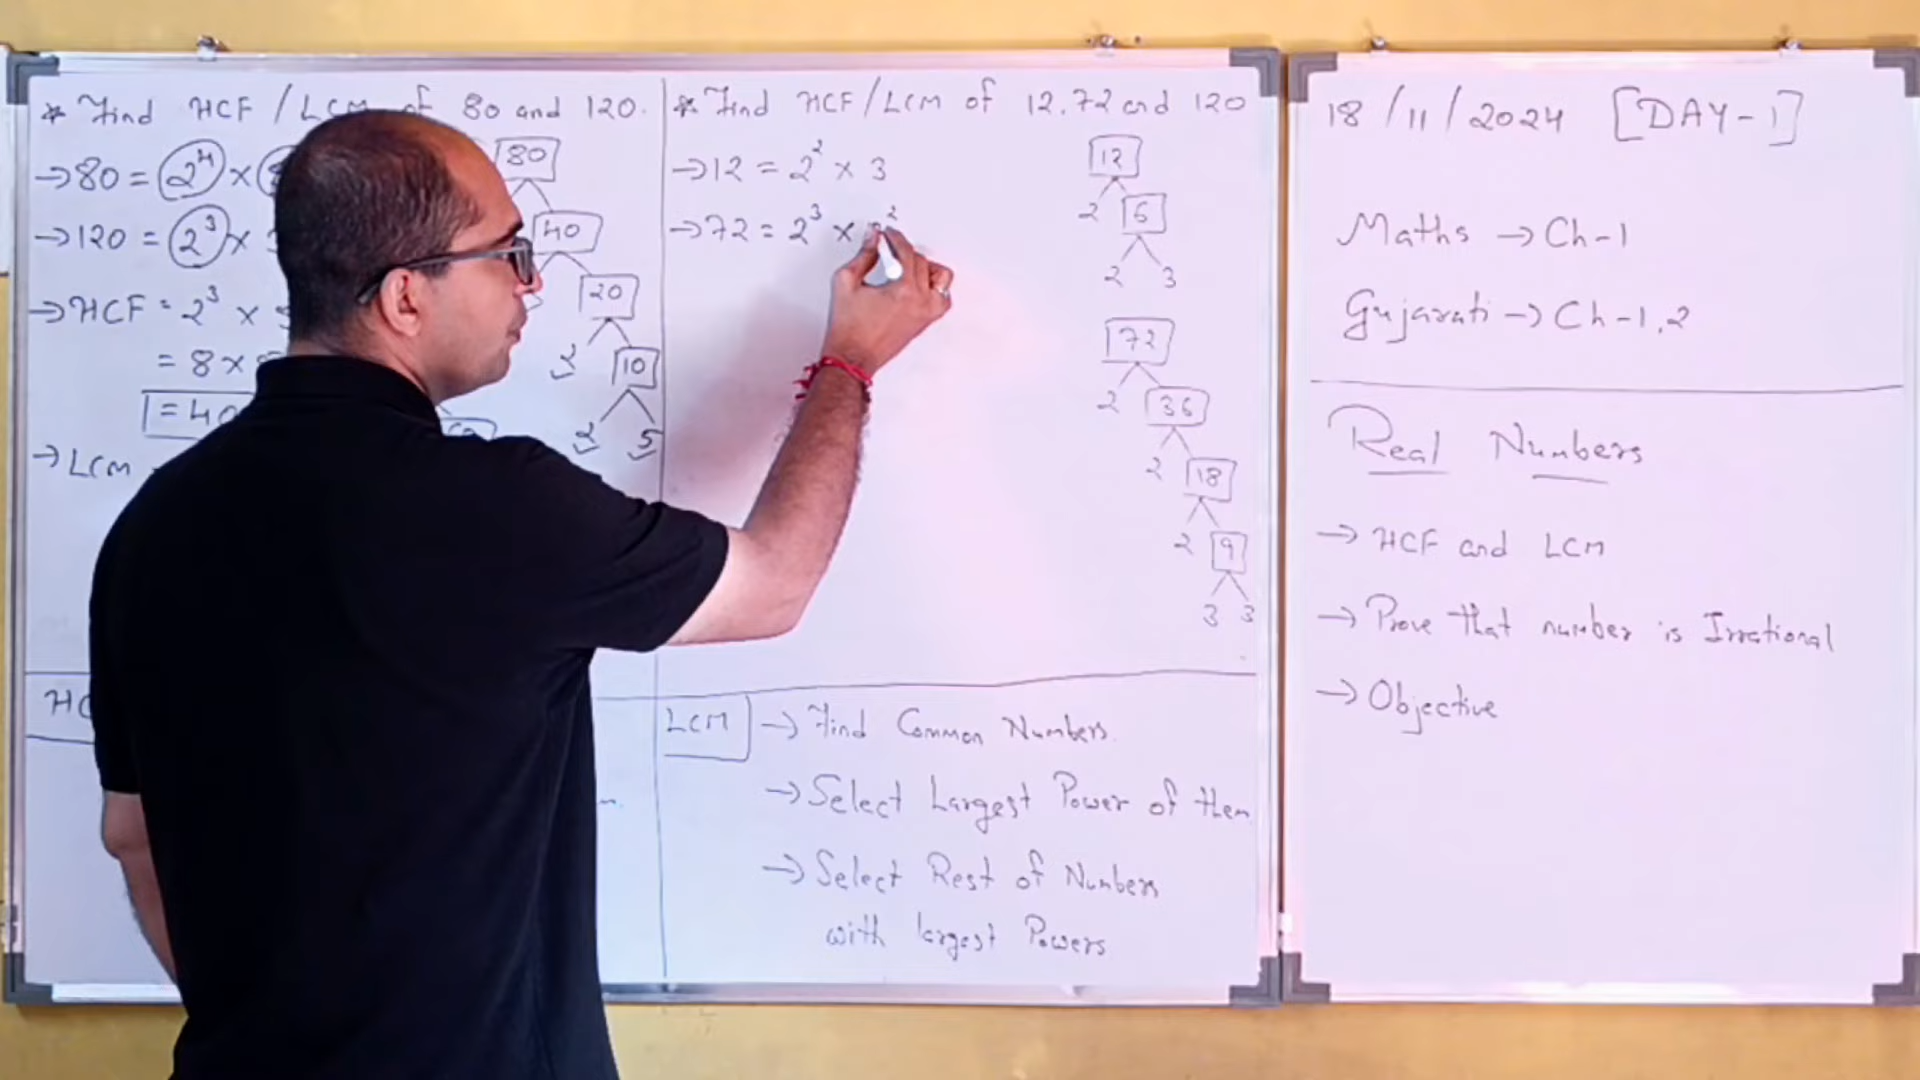 * Find HCF / LCM of 80 and 120.
→ 80 = 2⁴ ×
→ 120 = 2³ ×
→ HCF = 2³ ×
= 8 ×
= 40
→ LCM
80
40
20
2 10
2 5
HC
* Find HCF / LCM of 12, 72 and 120
→ 12 = 2² × 3
→ 72 = 2³ × 3²
12
2 6
2 3
72
2 36
2 18
2 9
3 3
LCM → Find Common Numbers.
→ Select Largest Power of them
→ Select Rest of Numbers
with largest Powers
18 / 11 / 2024 [DAY - 1]
Maths → Ch - 1
Gujarati → Ch - 1, 2
Real Numbers
→ HCF and LCM
→ Prove that number is Irrational
→ Objective